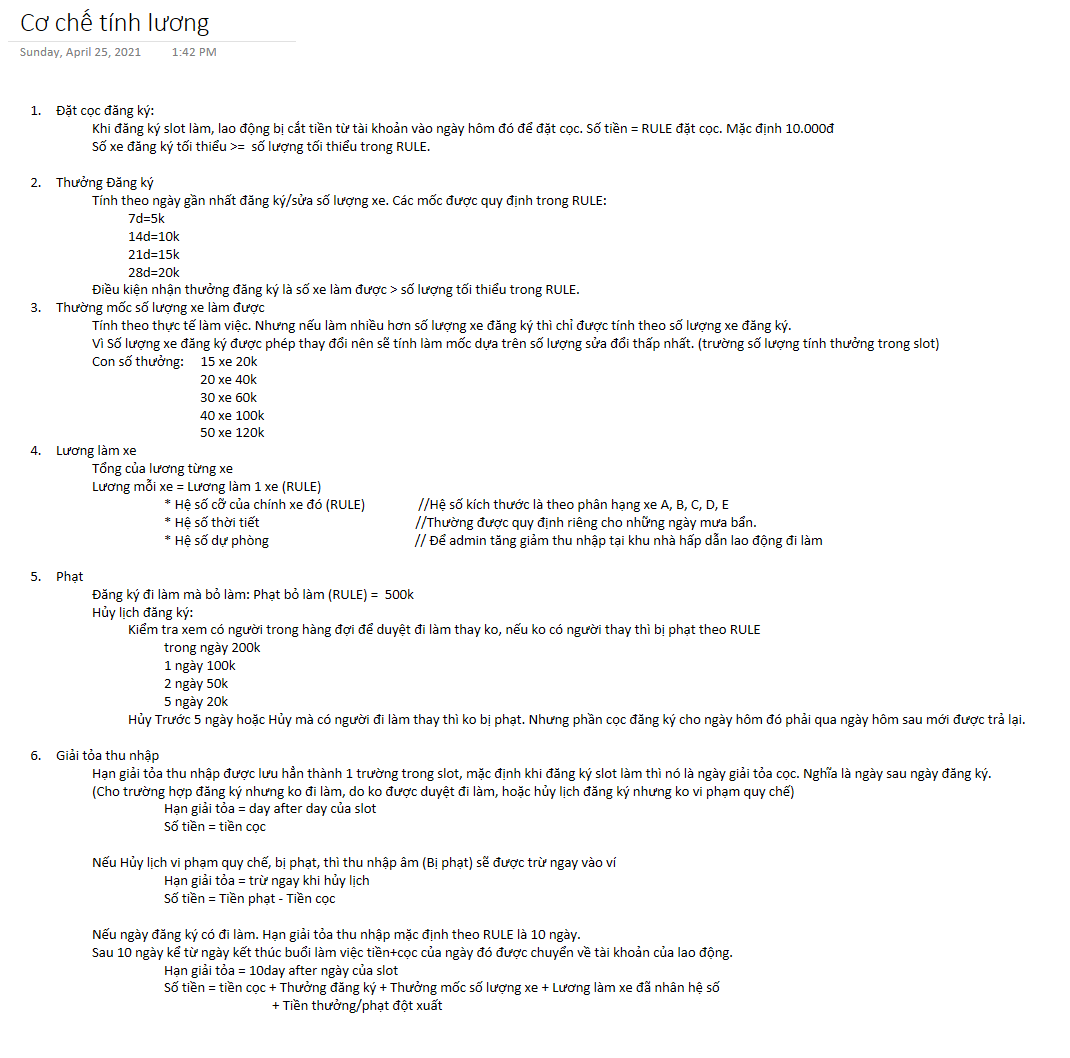 Cơ chế tính lương
Sunday, April 25, 2021 1:42 PM
1. Đặt cọc đăng ký:
Khi đăng ký slot làm, lao động bị cắt tiền từ tài khoản vào ngày hôm đó để đặt cọc. Số tiền = RULE đặt cọc. Mặc định 10.000đ
Số xe đăng ký tối thiểu >= số lượng tối thiểu trong RULE.
2. Thưởng Đăng ký
Tính theo ngày gần nhất đăng ký/sửa số lượng xe. Các mốc được quy định trong RULE:
7d=5k
14d=10k
21d=15k
28d=20k
Điều kiện nhận thưởng đăng ký là số xe làm được > số lượng tối thiểu trong RULE.
3. Thường mốc số lượng xe làm được
Tính theo thực tế làm việc. Nhưng nếu làm nhiều hơn số lượng xe đăng ký thì chỉ được tính theo số lượng xe đăng ký.
Vì Số lượng xe đăng ký được phép thay đổi nên sẽ tính làm mốc dựa trên số lượng sửa đổi thấp nhất. (trường số lượng tính thưởng trong slot)
Con số thưởng: 15 xe 20k
20 xe 40k
30 xe 60k
40 xe 100k
50 xe 120k
4. Lương làm xe
Tổng của lương từng xe
Lương mỗi xe = Lương làm 1 xe (RULE)
* Hệ số cỡ của chính xe đó (RULE) //Hệ số kích thước là theo phân hạng xe A, B, C, D, E
* Hệ số thời tiết //Thường được quy định riêng cho những ngày mưa bẩn.
* Hệ số dự phòng // Để admin tăng giảm thu nhập tại khu nhà hấp dẫn lao động đi làm
5. Phạt
Đăng ký đi làm mà bỏ làm: Phạt bỏ làm (RULE) = 500k
Hủy lịch đăng ký:
Kiểm tra xem có người trong hàng đợi để duyệt đi làm thay ko, nếu ko có người thay thì bị phạt theo RULE
trong ngày 200k
1 ngày 100k
2 ngày 50k
5 ngày 20k
Hủy Trước 5 ngày hoặc Hủy mà có người đi làm thay thì ko bị phạt. Nhưng phần cọc đăng ký cho ngày hôm đó phải qua ngày hôm sau mới được trả lại.
6. Giải tỏa thu nhập
Hạn giải tỏa thu nhập được lưu hẳn thành 1 trường trong slot, mặc định khi đăng ký slot làm thì nó là ngày giải tỏa cọc. Nghĩa là ngày sau ngày đăng ký.
(Cho trường hợp đăng ký nhưng ko đi làm, do ko được duyệt đi làm, hoặc hủy lịch đăng ký nhưng ko vi phạm quy chế)
Hạn giải tỏa = day after day của slot
Số tiền = tiền cọc
Nếu Hủy lịch vi phạm quy chế, bị phạt, thì thu nhập âm (Bị phạt) sẽ được trừ ngay vào ví
Hạn giải tỏa = trừ ngay khi hủy lịch
Số tiền = Tiền phạt - Tiền cọc
Nếu ngày đăng ký có đi làm. Hạn giải tỏa thu nhập mặc định theo RULE là 10 ngày.
Sau 10 ngày kể từ ngày kết thúc buổi làm việc tiền+cọc của ngày đó được chuyển về tài khoản của lao động.
Hạn giải tỏa = 10day after ngày của slot
Số tiền = tiền cọc + Thưởng đăng ký + Thưởng mốc số lượng xe + Lương làm xe đã nhân hệ số
+ Tiền thưởng/phạt đột xuất